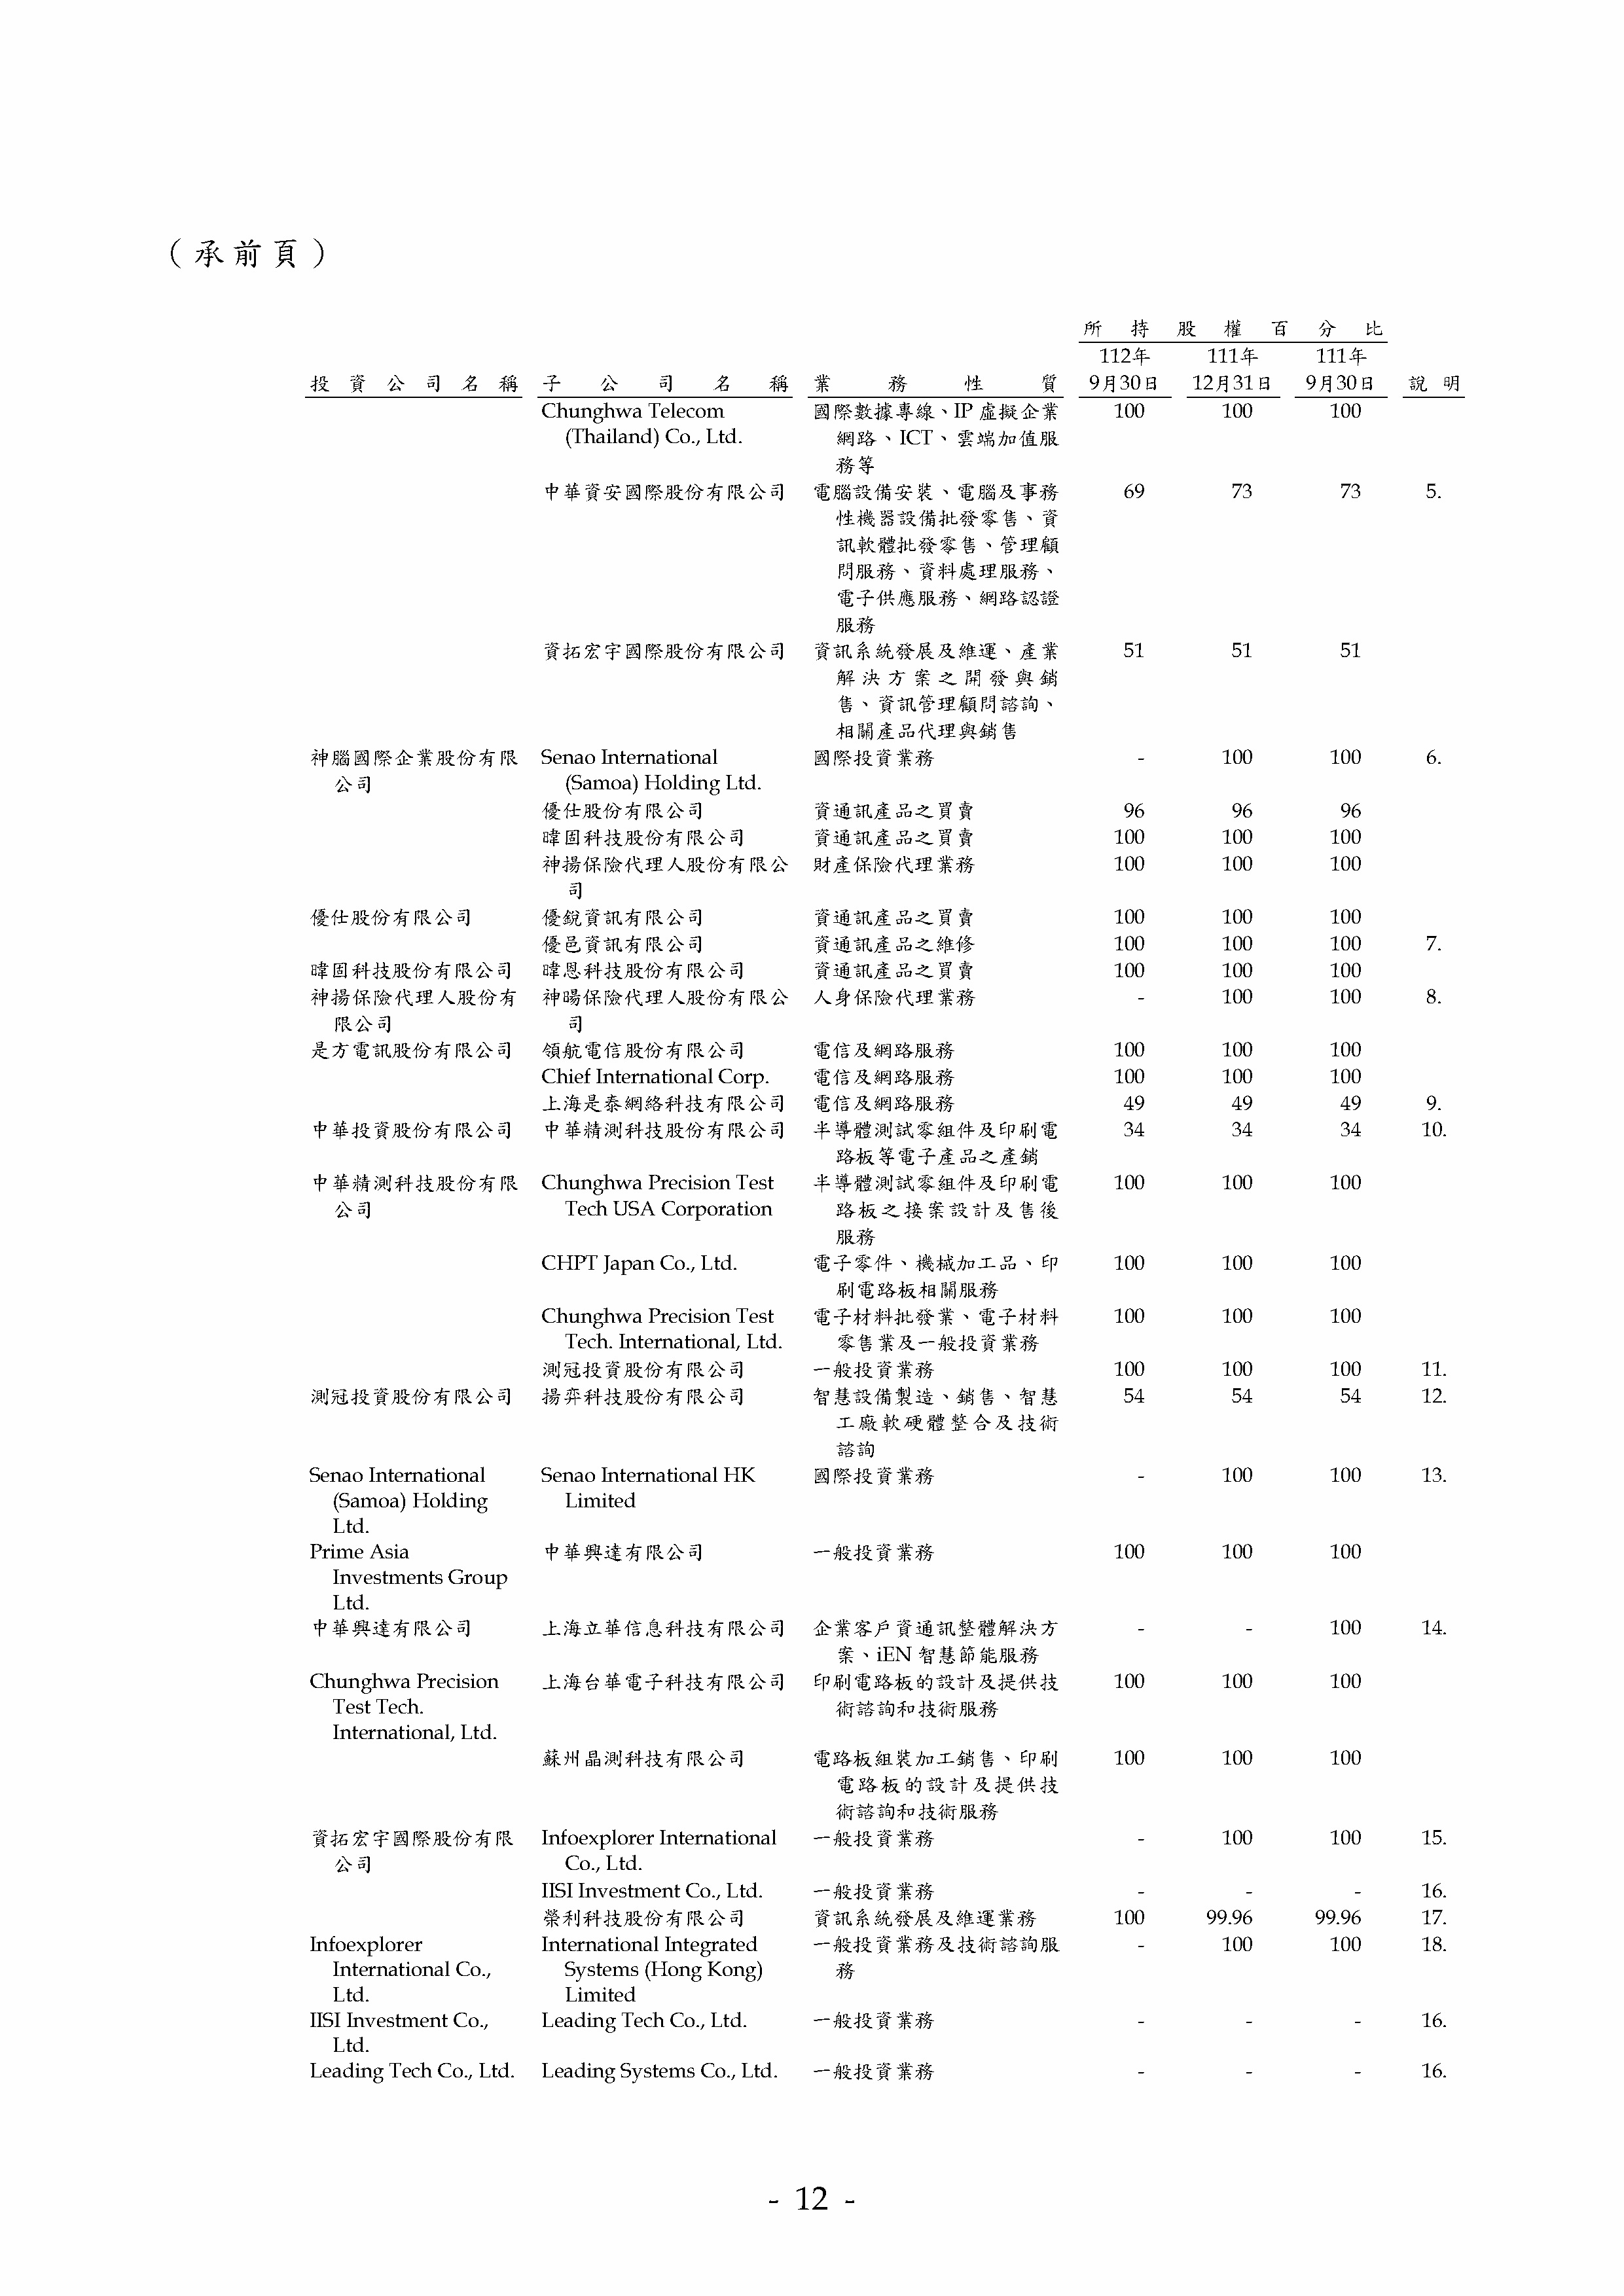 （承前頁）
所持股權百分比
112年 111年 111年
投資公司名稱 子公司名稱 業務性質 9月30日 12月31日 9月30日 說明
Chunghwa Telecom 國際數據專線、IP 虛擬企業 100 100 100
(Thailand) Co., Ltd. 網路、ICT、雲端加值服
務等
中華資安國際股份有限公司 電腦設備安裝、電腦及事務 69 73 73 5.
性機器設備批發零售、資
訊軟體批發零售、管理顧
問服務、資料處理服務、
電子供應服務、網路認證
服務
資拓宏宇國際股份有限公司 資訊系統發展及維運、產業 51 51 51
解決方案之開發與銷
售、資訊管理顧問諮詢、
相關產品代理與銷售
神腦國際企業股份有限 Senao International 國際投資業務 - 100 100 6.
公司 (Samoa) Holding Ltd.
優仕股份有限公司 資通訊產品之買賣 96 96 96
暐固科技股份有限公司 資通訊產品之買賣 100 100 100
神揚保險代理人股份有限公 財產保險代理業務 100 100 100
司
優仕股份有限公司 優銳資訊有限公司 資通訊產品之買賣 100 100 100
優邑資訊有限公司 資通訊產品之維修 100 100 100 7.
暐固科技股份有限公司 暐恩科技股份有限公司 資通訊產品之買賣 100 100 100
神揚保險代理人股份有 神暘保險代理人股份有限公 人身保險代理業務 - 100 100 8.
限公司 司
是方電訊股份有限公司 領航電信股份有限公司 電信及網路服務 100 100 100
Chief International Corp. 電信及網路服務 100 100 100
上海是泰網絡科技有限公司 電信及網路服務 49 49 49 9.
中華投資股份有限公司 中華精測科技股份有限公司 半導體測試零組件及印刷電 34 34 34 10.
路板等電子產品之產銷
中華精測科技股份有限 Chunghwa Precision Test 半導體測試零組件及印刷電 100 100 100
公司 Tech USA Corporation 路板之接案設計及售後
服務
CHPT Japan Co., Ltd. 電子零件、機械加工品、印 100 100 100
刷電路板相關服務
Chunghwa Precision Test 電子材料批發業、電子材料 100 100 100
Tech. International, Ltd. 零售業及一般投資業務
測冠投資股份有限公司 一般投資業務 100 100 100 11.
測冠投資股份有限公司 揚弈科技股份有限公司 智慧設備製造、銷售、智慧 54 54 54 12.
工廠軟硬體整合及技術
諮詢
Senao International Senao International HK 國際投資業務 - 100 100 13.
(Samoa) Holding Limited
Ltd.
Prime Asia 中華興達有限公司 一般投資業務 100 100 100
Investments Group
Ltd.
中華興達有限公司 上海立華信息科技有限公司 企業客戶資通訊整體解決方 - - 100 14.
案、iEN 智慧節能服務
Chunghwa Precision 上海台華電子科技有限公司 印刷電路板的設計及提供技 100 100 100
Test Tech. 術諮詢和技術服務
International, Ltd.
蘇州晶測科技有限公司 電路板組裝加工銷售、印刷 100 100 100
電路板的設計及提供技
術諮詢和技術服務
資拓宏宇國際股份有限 Infoexplorer International 一般投資業務 - 100 100 15.
公司 Co., Ltd.
IISI Investment Co., Ltd. 一般投資業務 - - - 16.
榮利科技股份有限公司 資訊系統發展及維運業務 100 99.96 99.96 17.
Infoexplorer International Integrated 一般投資業務及技術諮詢服 - 100 100 18.
International Co., Systems (Hong Kong) 務
Ltd. Limited
IISI Investment Co., Leading Tech Co., Ltd. 一般投資業務 - - - 16.
Ltd.
Leading Tech Co., Ltd. Leading Systems Co., Ltd. 一般投資業務 - - - 16.
- 12 -